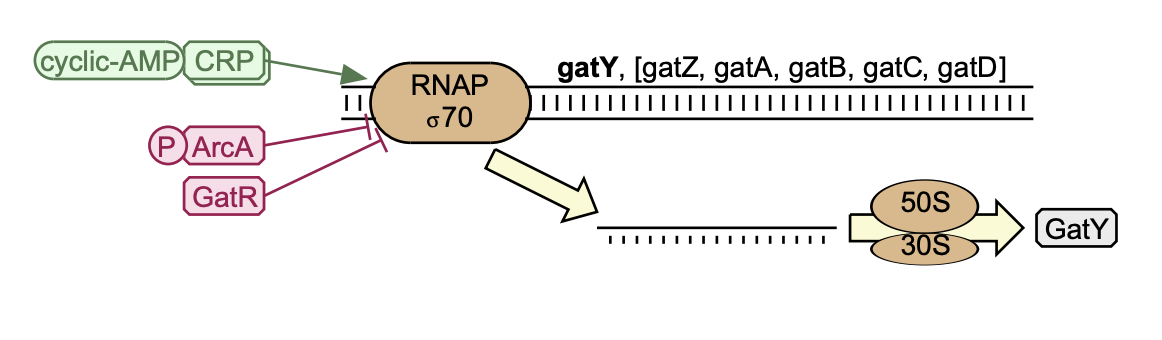 cyclic-AMP CRP
RNAP
σ70
gatY, [gatZ, gatA, gatB, gatC, gatD]
P ArcA
GatR
50S
30S
GatY